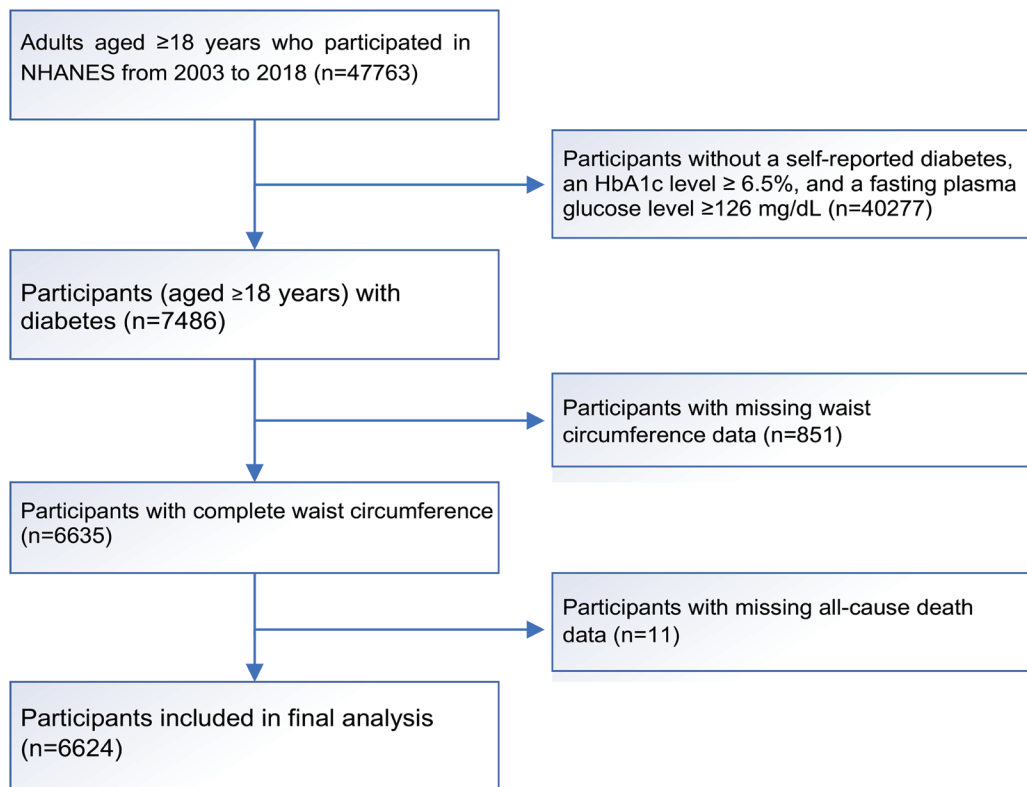 Adults aged ≥18 years who participated in
NHANES from 2003 to 2018 (n=47763)
Participants without a self-reported diabetes,
an HbA1c level ≥ 6.5%, and a fasting plasma
glucose level ≥126 mg/dL (n=40277)
Participants (aged ≥18 years) with
diabetes (n=7486)
Participants with missing waist
circumference data (n=851)
Participants with complete waist circumference
(n=6635)
Participants with missing all-cause death
data (n=11)
Participants included in final analysis
(n=6624)